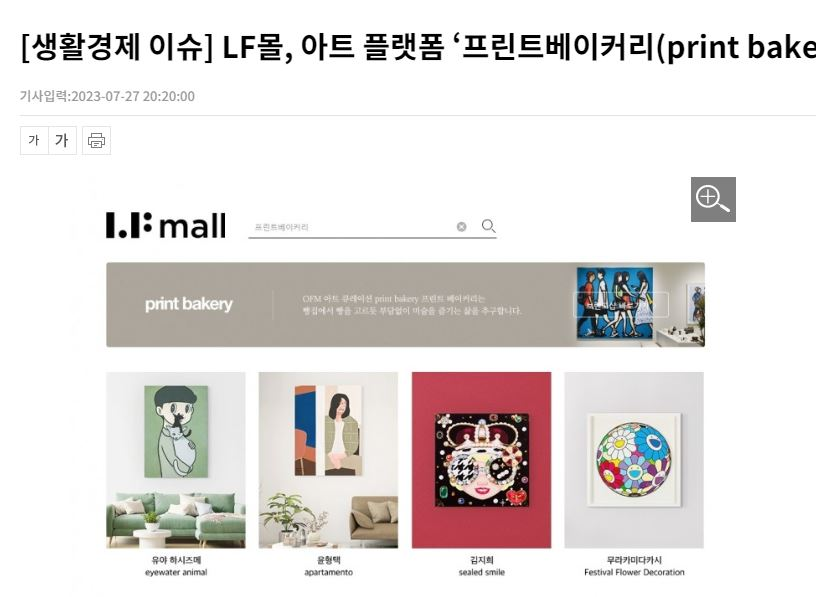 [생활경제 이슈] LF몰, 아트 플랫폼 ‘프린트베이커리(print bake
기사입력:2023-07-27 20:20:00
가 가
LF mall 프린트베이커리
print bakery
OFM 아트 큐레이션 print bakery 프린트 베이커리는
빵집에서 빵을 고르듯 부담없이 미술을 즐기는 삶을 추구합니다.
유야 하시즈메
eyewater animal
윤형택
apartamento
김지희
sealed smile
무라카미다카시
Festival Flower Decoration